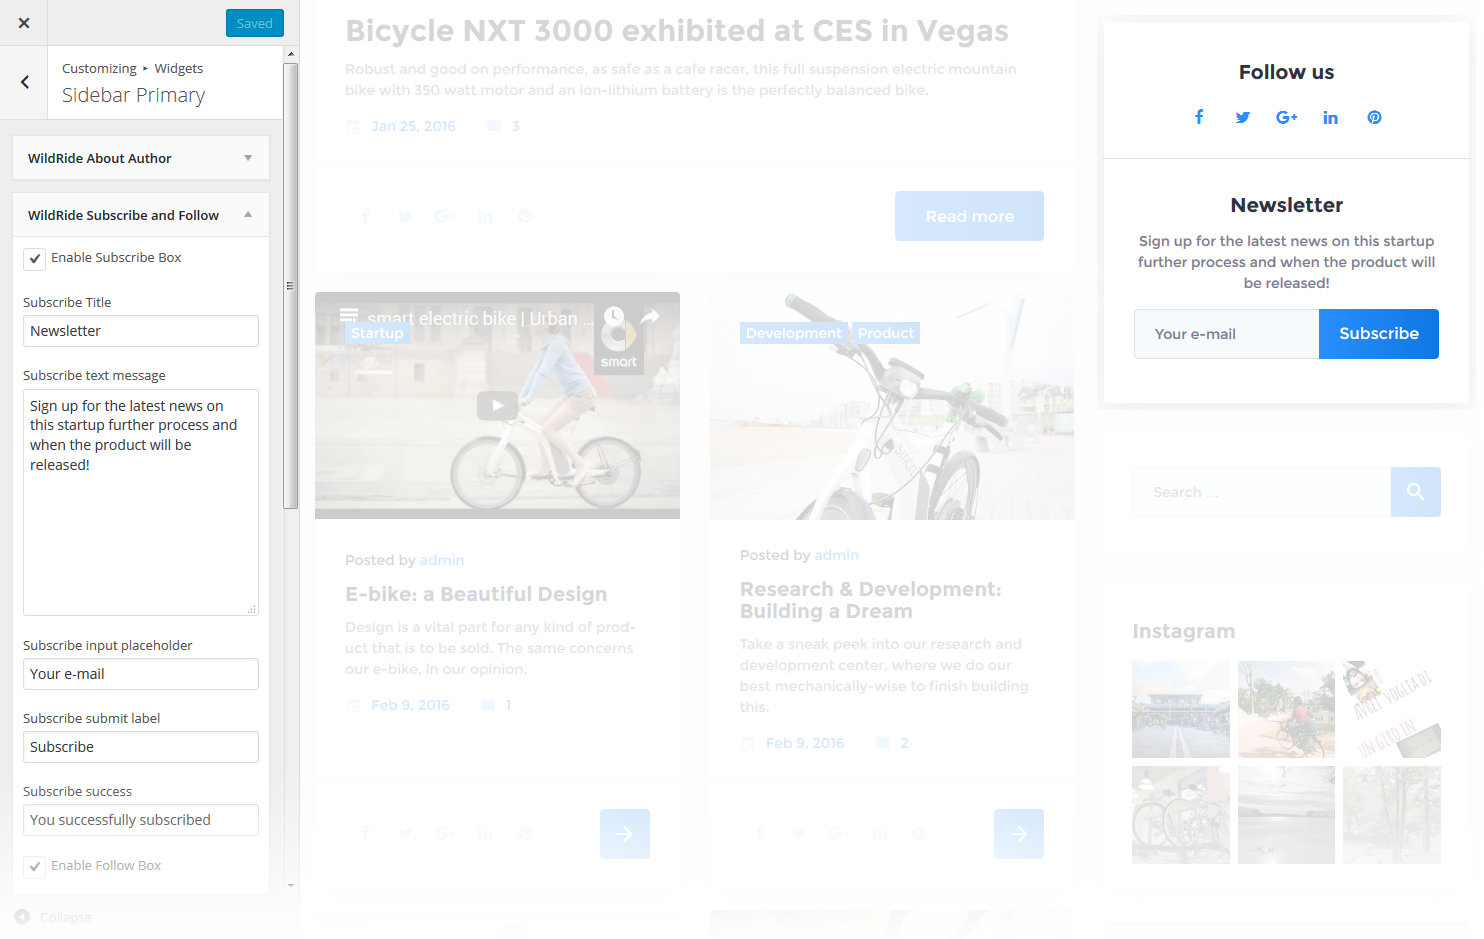 Saved
Customizing ▸ Widgets
Sidebar Primary
WildRide About Author
WildRide Subscribe and Follow
Enable Subscribe Box
Subscribe Title
Newsletter
Subscribe text message
Sign up for the latest news on
this startup further process and
when the product will be
released!
Subscribe input placeholder
Your e-mail
Subscribe submit label
Subscribe
Subscribe success
You successfully subscribed
Enable Follow Box
Collapse
Bicycle NXT 3000 exhibited at CES in Vegas
Robust and good on performance, as safe as a cafe racer, this full suspension electric mountain
bike with 350 watt motor and an ion-lithium battery is the perfectly balanced bike.
Jan 25, 2016 3
Read more
smart electric bike | Urban ...
Startup
smart
Posted by admin
E-bike: a Beautiful Design
Design is a vital part for any kind of prod-
uct that is to be sold. The same concerns
our e-bike, in our opinion.
Feb 9, 2016 1
Development Product
smart
Posted by admin
Research & Development:
Building a Dream
Take a sneak peek into our research and
development center, where we do our
best mechanically-wise to finish building
this.
Feb 9, 2016 2
Follow us
Newsletter
Sign up for the latest news on this startup
further process and when the product will
be released!
Your e-mail Subscribe
Search ...
Instagram
AVREI VOGLIA DI
UN GIRO IN